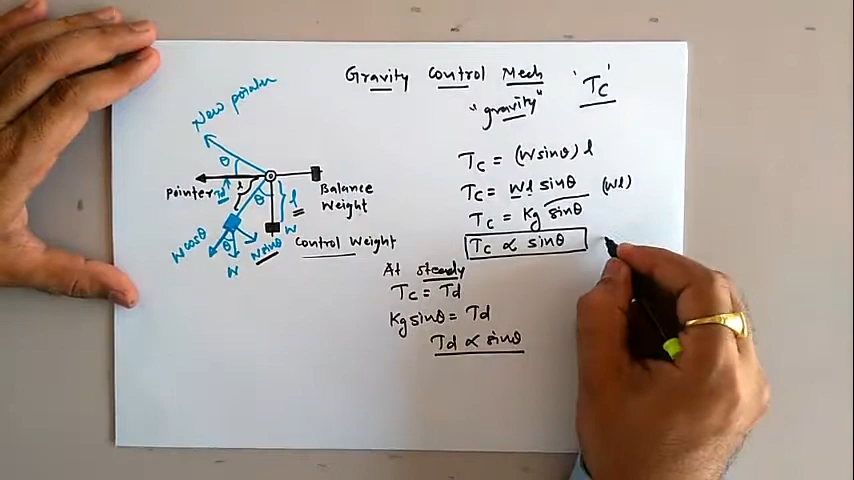 Gravity Control Mech 'Tc'
"gravity"
New pointer
θ
Pointer Td l θ l
Balance
Weight
W
Control Weight
Wcosθ θ Wsinθ
W
Tc = (Wsinθ) l
Tc = Wl sinθ (Wl)
Tc = Kg sinθ
Tc ∝ sinθ
At steady
Tc = Td
Kg sinθ = Td
Td ∝ sinθ